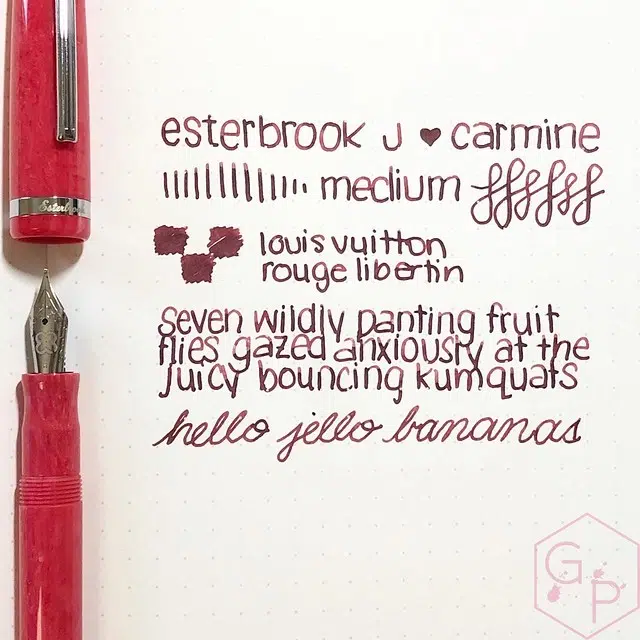 esterbrook J ♥ carmine
medium
louis vuitton
rouge libertin
seven wildly panting fruit
flies gazed anxiously at the
juicy bouncing kumquats
hello jello bananas
Esterbrook
G P